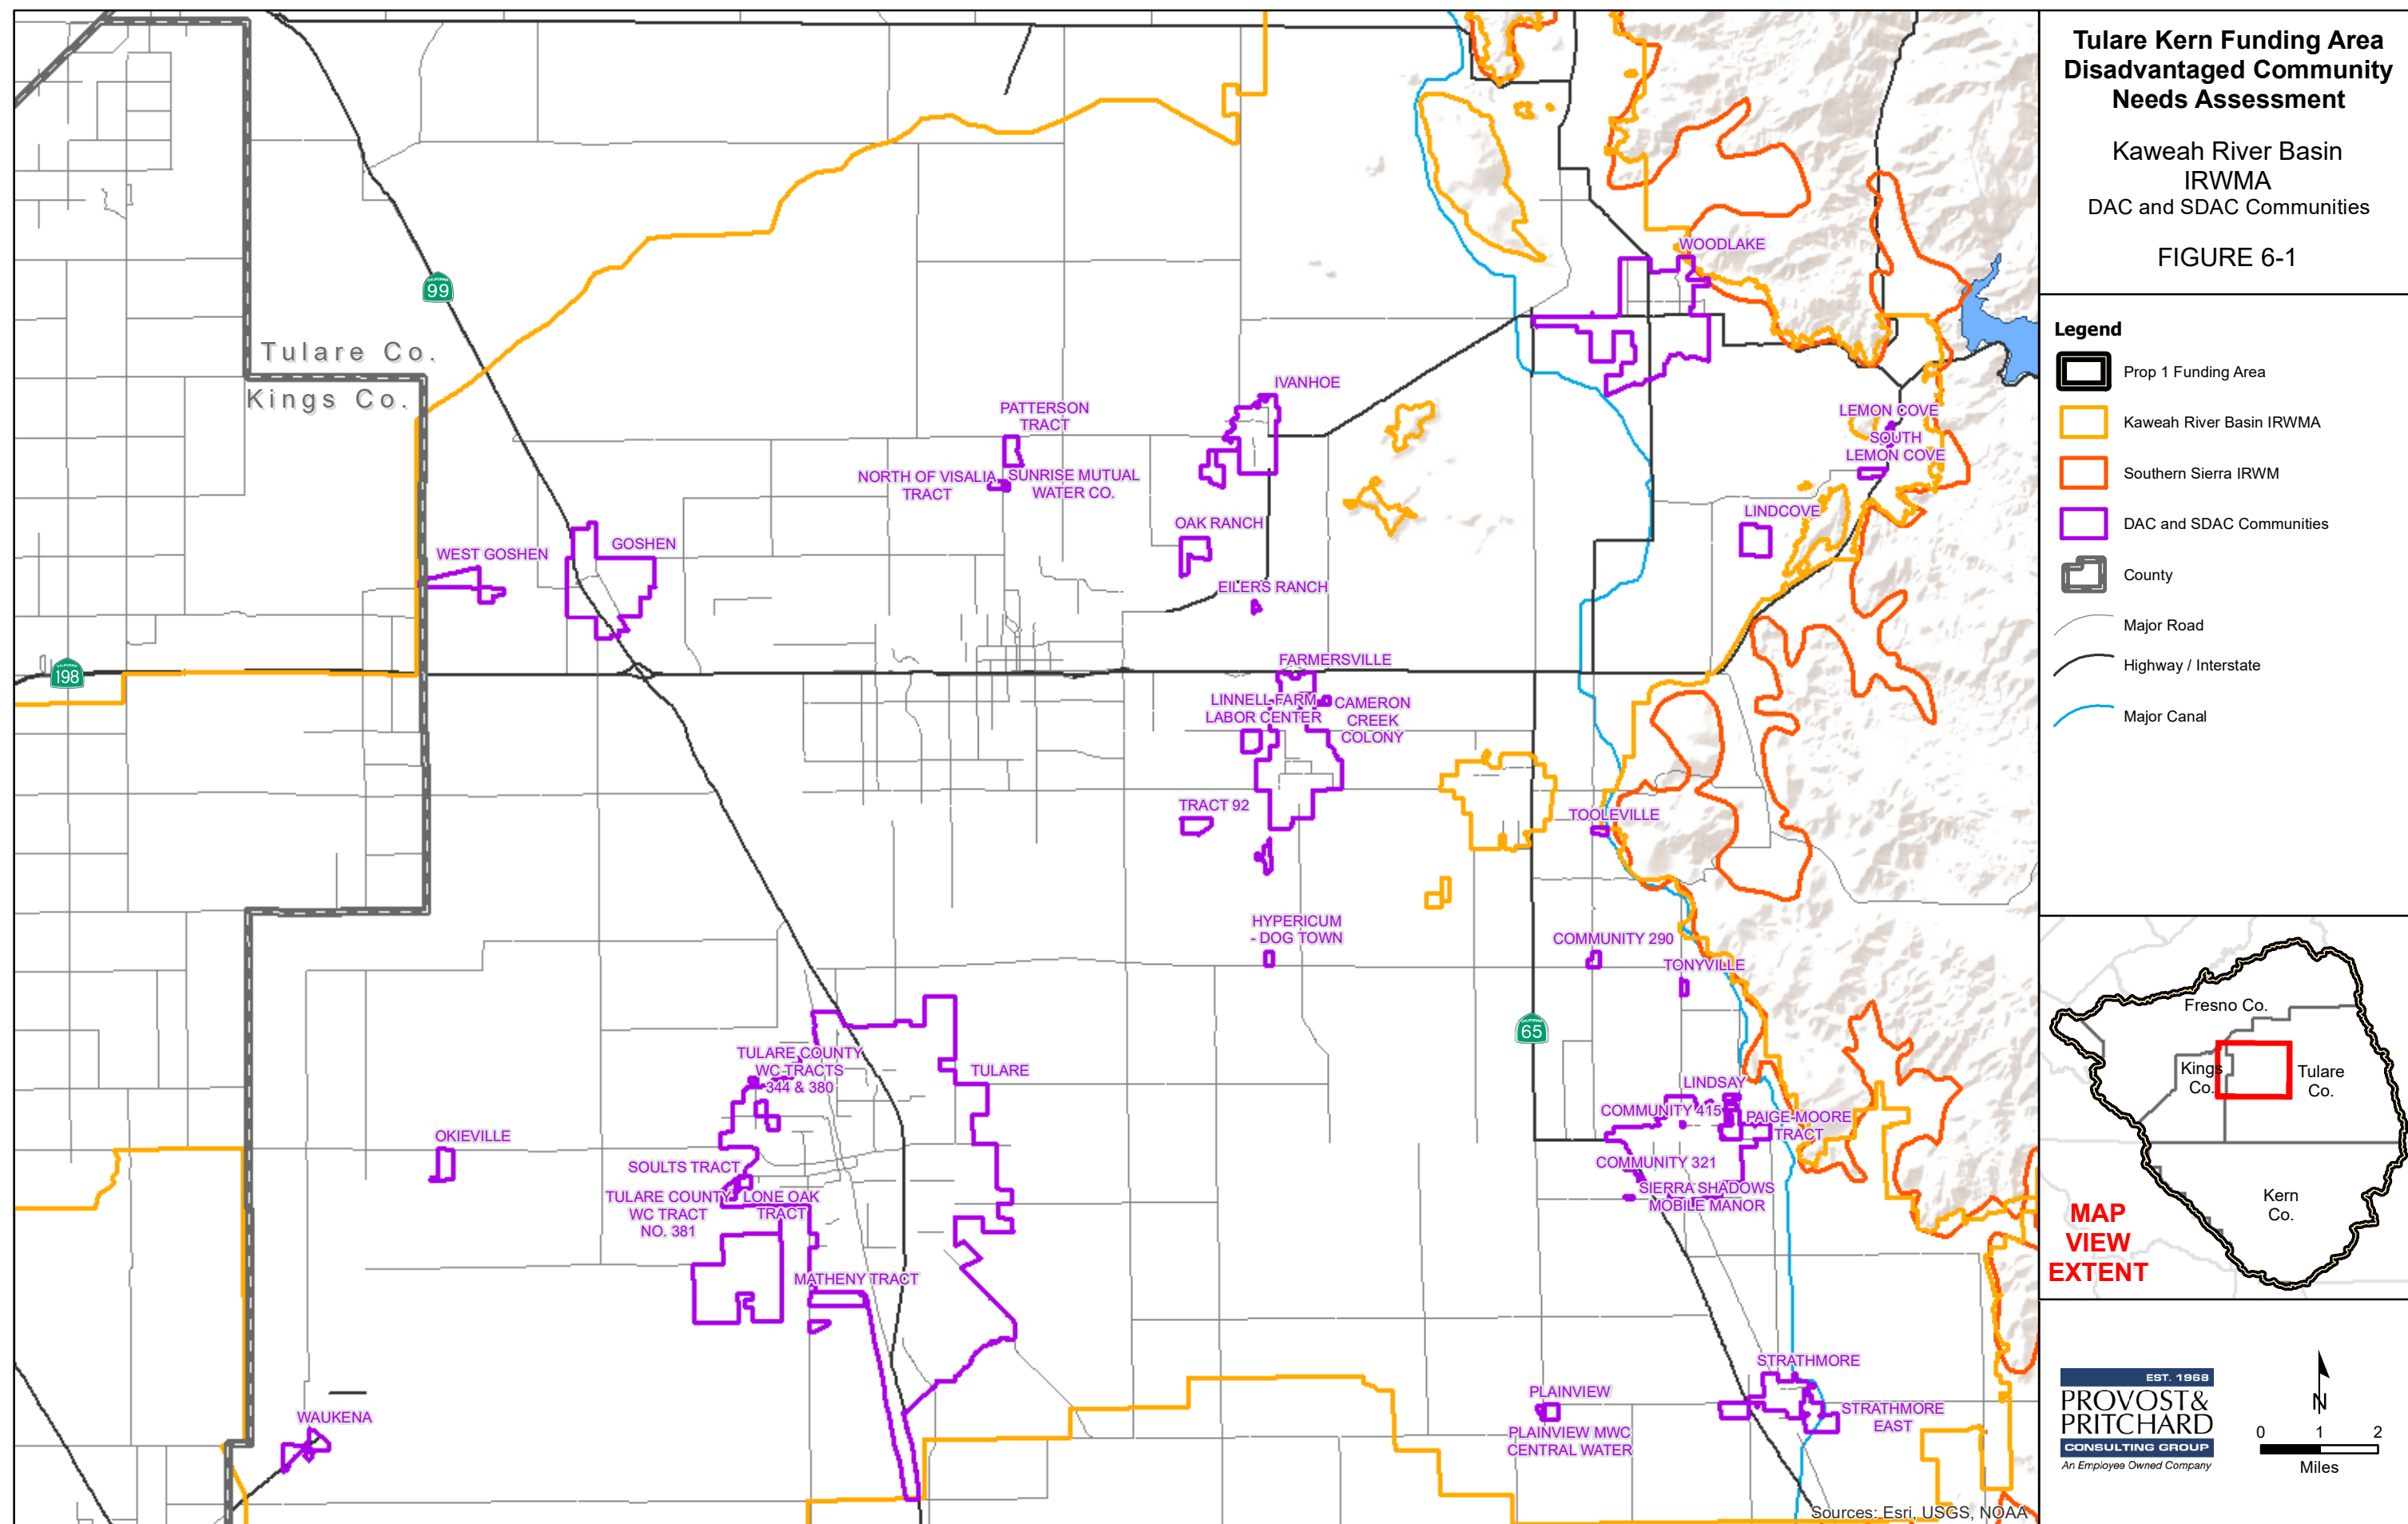 Tulare Kern Funding Area
Disadvantaged Community
Needs Assessment
Kaweah River Basin
IRWMA
DAC and SDAC Communities
FIGURE 6-1
Legend
Prop 1 Funding Area
Kaweah River Basin IRWMA
Southern Sierra IRWM
DAC and SDAC Communities
County
Major Road
Highway / Interstate
Major Canal
Fresno Co.
Kings
Co.
Tulare
Co.
Kern
Co.
MAP
VIEW
EXTENT
EST. 1968
PROVOST&
PRITCHARD
CONSULTING GROUP
An Employee Owned Company
N
0 1 2
Miles
Tulare Co.
Kings Co.
99
198
65
WOODLAKE
IVANHOE
PATTERSON
TRACT
NORTH OF VISALIA
TRACT
SUNRISE MUTUAL
WATER CO.
LEMON COVE
SOUTH
LEMON COVE
LINDCOVE
OAK RANCH
WEST GOSHEN
GOSHEN
EILERS RANCH
FARMERSVILLE
LINNELL FARM
LABOR CENTER
CAMERON
CREEK
COLONY
TRACT 92
TOOLEVILLE
HYPERICUM
- DOG TOWN
COMMUNITY 290
TONYVILLE
TULARE COUNTY
WC TRACTS
344 & 380
TULARE
LINDSAY
COMMUNITY 415
PAIGE-MOORE
TRACT
OKIEVILLE
SOULTS TRACT
COMMUNITY 321
TULARE COUNTY
WC TRACT
NO. 381
LONE OAK
TRACT
SIERRA SHADOWS
MOBILE MANOR
MATHENY TRACT
STRATHMORE
PLAINVIEW
STRATHMORE
EAST
WAUKENA
PLAINVIEW MWC
CENTRAL WATER
Sources: Esri, USGS, NOAA